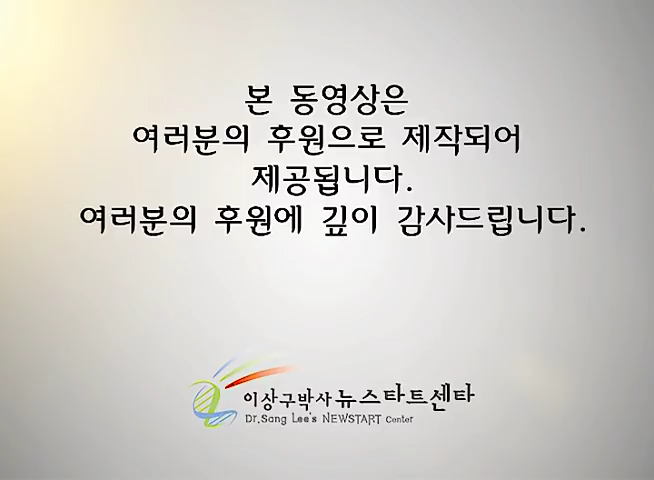 본 동영상은
여러분의 후원으로 제작되어
제공됩니다.
여러분의 후원에 깊이 감사드립니다.
이상구박사 뉴스타트센타
Dr.Sang Lee's NEWSTART Center